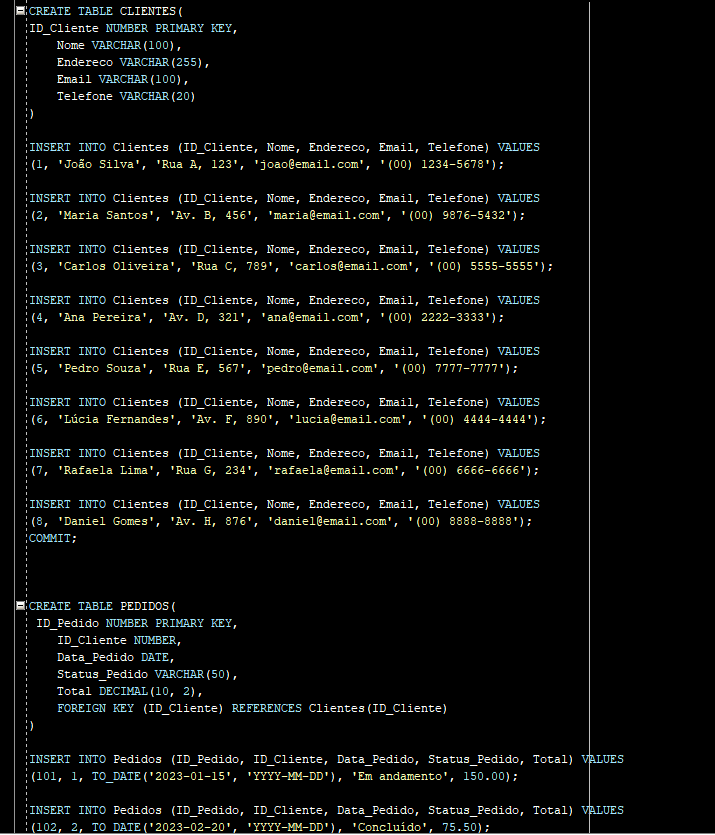 CREATE TABLE CLIENTES(
ID_Cliente NUMBER PRIMARY KEY,
Nome VARCHAR(100),
Endereco VARCHAR(255),
Email VARCHAR(100),
Telefone VARCHAR(20)
)
INSERT INTO Clientes (ID_Cliente, Nome, Endereco, Email, Telefone) VALUES
(1, 'João Silva', 'Rua A, 123', 'joao@email.com', '(00) 1234-5678');
INSERT INTO Clientes (ID_Cliente, Nome, Endereco, Email, Telefone) VALUES
(2, 'Maria Santos', 'Av. B, 456', 'maria@email.com', '(00) 9876-5432');
INSERT INTO Clientes (ID_Cliente, Nome, Endereco, Email, Telefone) VALUES
(3, 'Carlos Oliveira', 'Rua C, 789', 'carlos@email.com', '(00) 5555-5555');
INSERT INTO Clientes (ID_Cliente, Nome, Endereco, Email, Telefone) VALUES
(4, 'Ana Pereira', 'Av. D, 321', 'ana@email.com', '(00) 2222-3333');
INSERT INTO Clientes (ID_Cliente, Nome, Endereco, Email, Telefone) VALUES
(5, 'Pedro Souza', 'Rua E, 567', 'pedro@email.com', '(00) 7777-7777');
INSERT INTO Clientes (ID_Cliente, Nome, Endereco, Email, Telefone) VALUES
(6, 'Lúcia Fernandes', 'Av. F, 890', 'lucia@email.com', '(00) 4444-4444');
INSERT INTO Clientes (ID_Cliente, Nome, Endereco, Email, Telefone) VALUES
(7, 'Rafaela Lima', 'Rua G, 234', 'rafaela@email.com', '(00) 6666-6666');
INSERT INTO Clientes (ID_Cliente, Nome, Endereco, Email, Telefone) VALUES
(8, 'Daniel Gomes', 'Av. H, 876', 'daniel@email.com', '(00) 8888-8888');
COMMIT;
CREATE TABLE PEDIDOS(
ID_Pedido NUMBER PRIMARY KEY,
ID_Cliente NUMBER,
Data_Pedido DATE,
Status_Pedido VARCHAR(50),
Total DECIMAL(10, 2),
FOREIGN KEY (ID_Cliente) REFERENCES Clientes(ID_Cliente)
)
INSERT INTO Pedidos (ID_Pedido, ID_Cliente, Data_Pedido, Status_Pedido, Total) VALUES
(101, 1, TO_DATE('2023-01-15', 'YYYY-MM-DD'), 'Em andamento', 150.00);
INSERT INTO Pedidos (ID_Pedido, ID_Cliente, Data_Pedido, Status_Pedido, Total) VALUES
(102, 2, TO_DATE('2023-02-20', 'YYYY-MM-DD'), 'Concluído', 75.50);